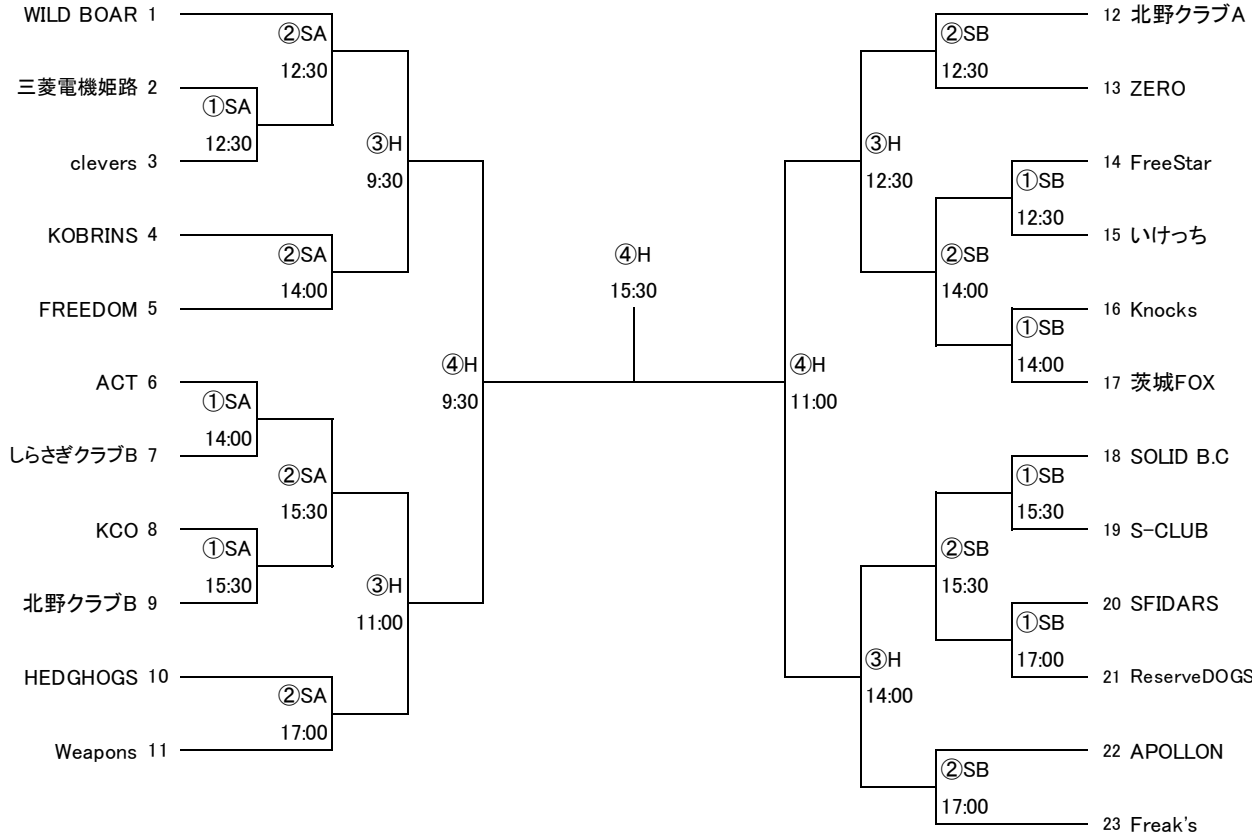 WILD BOAR 1
②SA
12:30
三菱電機姫路 2
①SA
12:30
clevers 3
③H
9:30
KOBRINS 4
②SA
14:00
FREEDOM 5
④H
9:30
ACT 6
①SA
14:00
しらさぎクラブB 7
②SA
15:30
KCO 8
①SA
15:30
北野クラブB 9
③H
11:00
HEDGHOGS 10
②SA
17:00
Weapons 11
④H
15:30
12 北野クラブA
②SB
12:30
13 ZERO
③H
12:30
14 FreeStar
①SB
12:30
15 いけっち
②SB
14:00
16 Knocks
①SB
14:00
17 茨城FOX
④H
11:00
18 SOLID B.C
①SB
15:30
19 S-CLUB
②SB
15:30
20 SFIDARS
①SB
17:00
21 ReserveDOGS
③H
14:00
22 APOLLON
②SB
17:00
23 Freak's